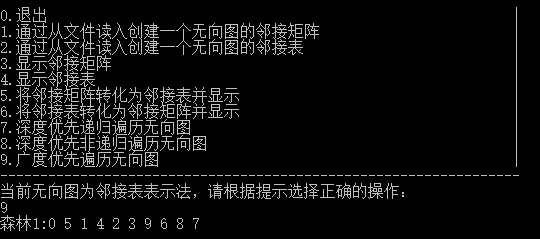 0.退出
1.通过从文件读入创建一个无向图的邻接矩阵
2.通过从文件读入创建一个无向图的邻接表
3.显示邻接矩阵
4.显示邻接表
5.将邻接矩阵转化为邻接表并显示
6.将邻接表转化为邻接矩阵并显示
7.深度优先递归遍历无向图
8.深度优先非递归遍历无向图
9.广度优先遍历无向图
当前无向图为邻接表表示法，请根据提示选择正确的操作：
9
森林1:0 5 1 4 2 3 9 6 8 7